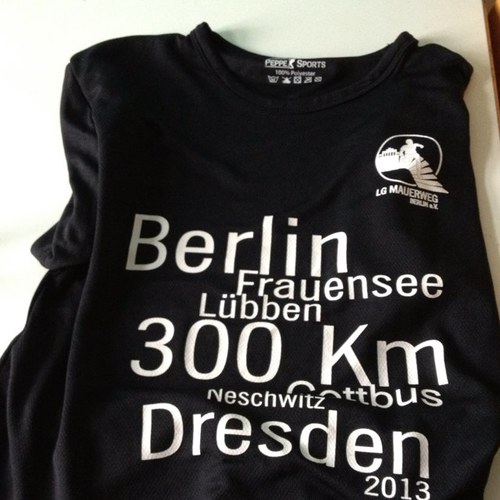 PEPPE SPORTS
100% Polyester
LG MAUERWEG
BERLIN e.V.
Berlin
Frauensee
Lübben
300 Km
Cottbus
Neschwitz
Dresden
2013